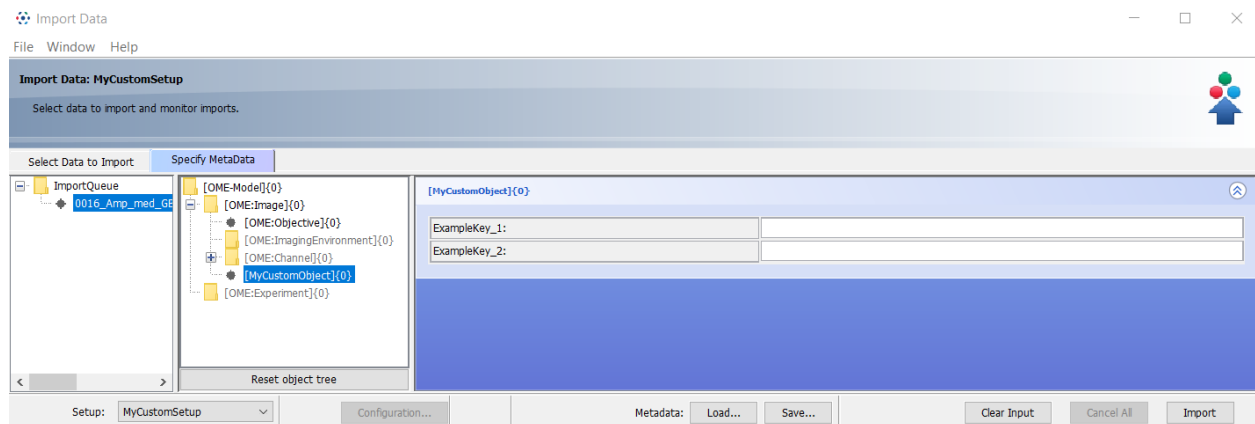 Import Data
File Window Help
Import Data: MyCustomSetup
Select data to import and monitor imports.
Select Data to Import
Specify MetaData
ImportQueue
0016_Amp_med_GE
[OME-Model]{0}
[OME:Image]{0}
[OME:Objective]{0}
[OME:ImagingEnvironment]{0}
[OME:Channel]{0}
[MyCustomObject]{0}
[OME:Experiment]{0}
Reset object tree
[MyCustomObject]{0}
ExampleKey_1:
ExampleKey_2:
Setup: MyCustomSetup Configuration... Metadata: Load... Save... Clear Input Cancel All Import